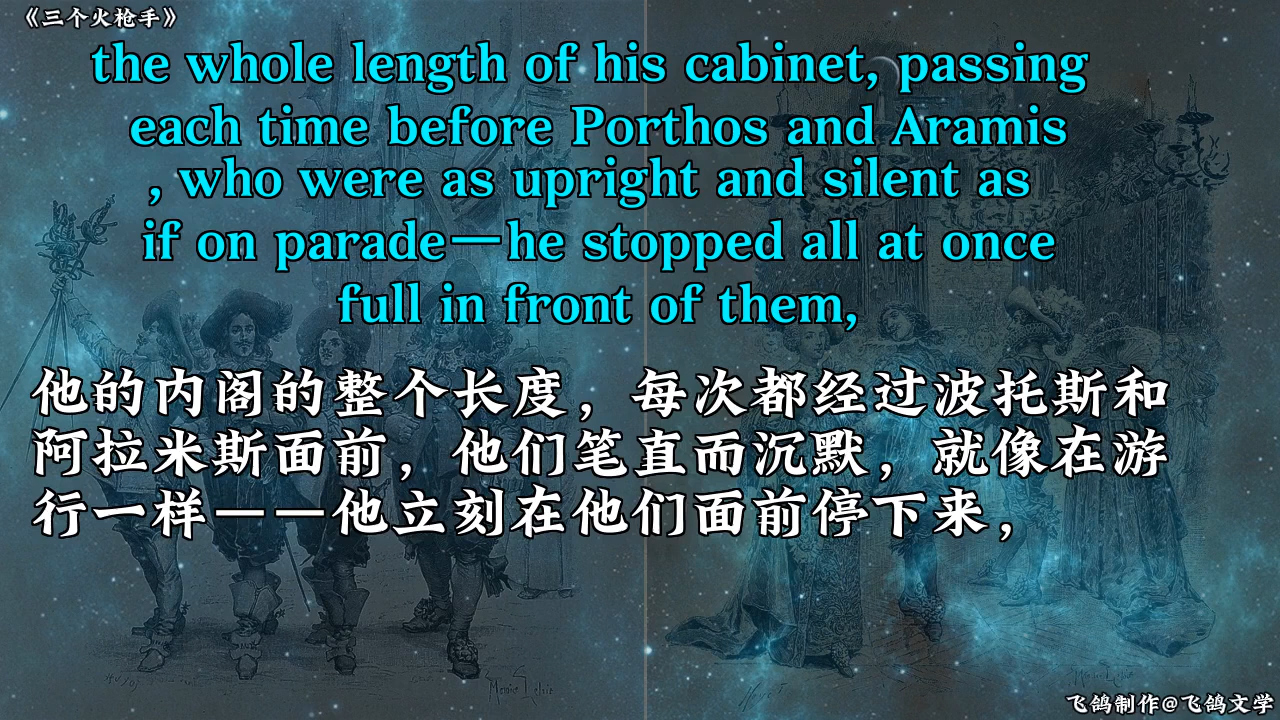 《三个火枪手》
the whole length of his cabinet, passing
each time before Porthos and Aramis
, who were as upright and silent as
if on parade—he stopped all at once
full in front of them,
他的内阁的整个长度，每次都经过波托斯和
阿拉米斯面前，他们笔直而沉默，就像在游
行一样——他立刻在他们面前停下来，
飞鸽制作@飞鸽文学